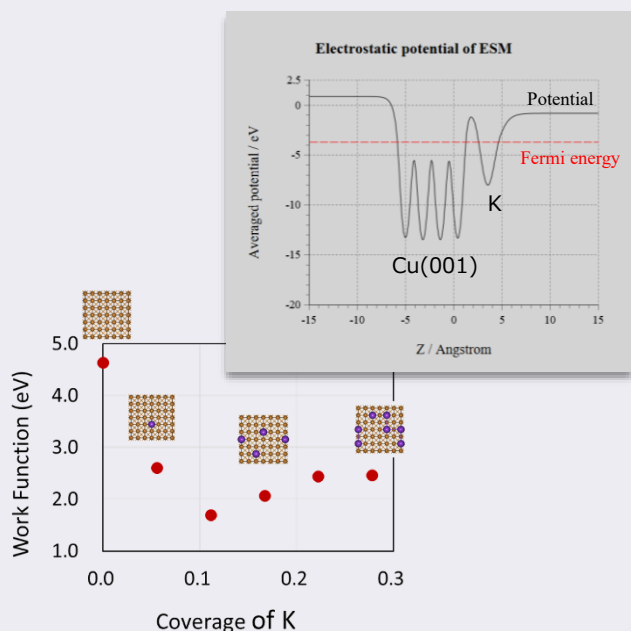 Electrostatic potential of ESM
2.5
0
-5
-10
-15
-20
Averaged potential / eV
Potential
Fermi energy
K
Cu(001)
-15 -10 -5 0 5 10 15
Z / Angstrom
5.0
4.0
3.0
2.0
1.0
Work Function (eV)
0.0 0.1 0.2 0.3
Coverage of K